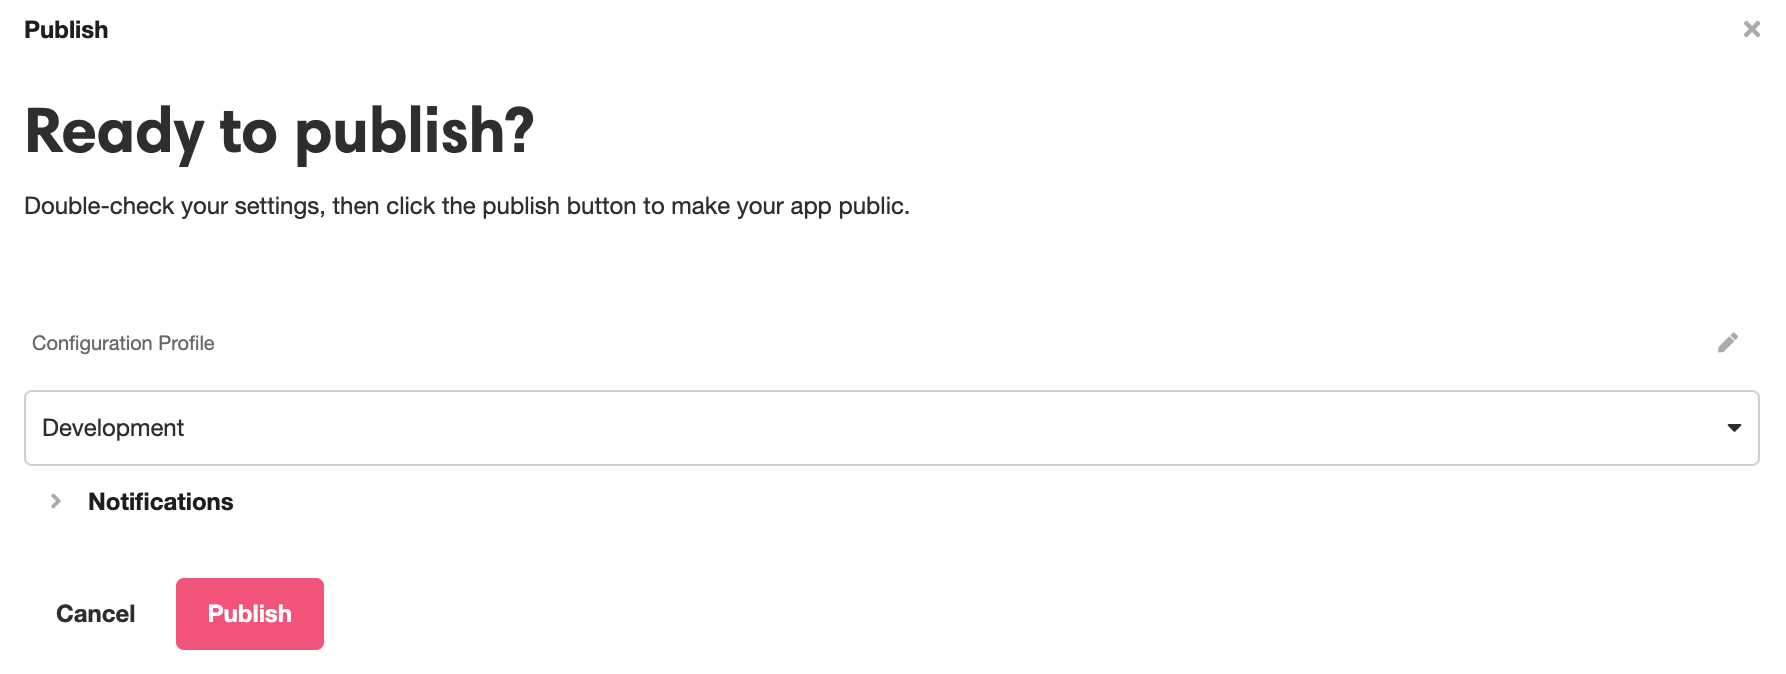 Publish
Ready to publish?
Double-check your settings, then click the publish button to make your app public.
Configuration Profile
Development
Notifications
Cancel
Publish